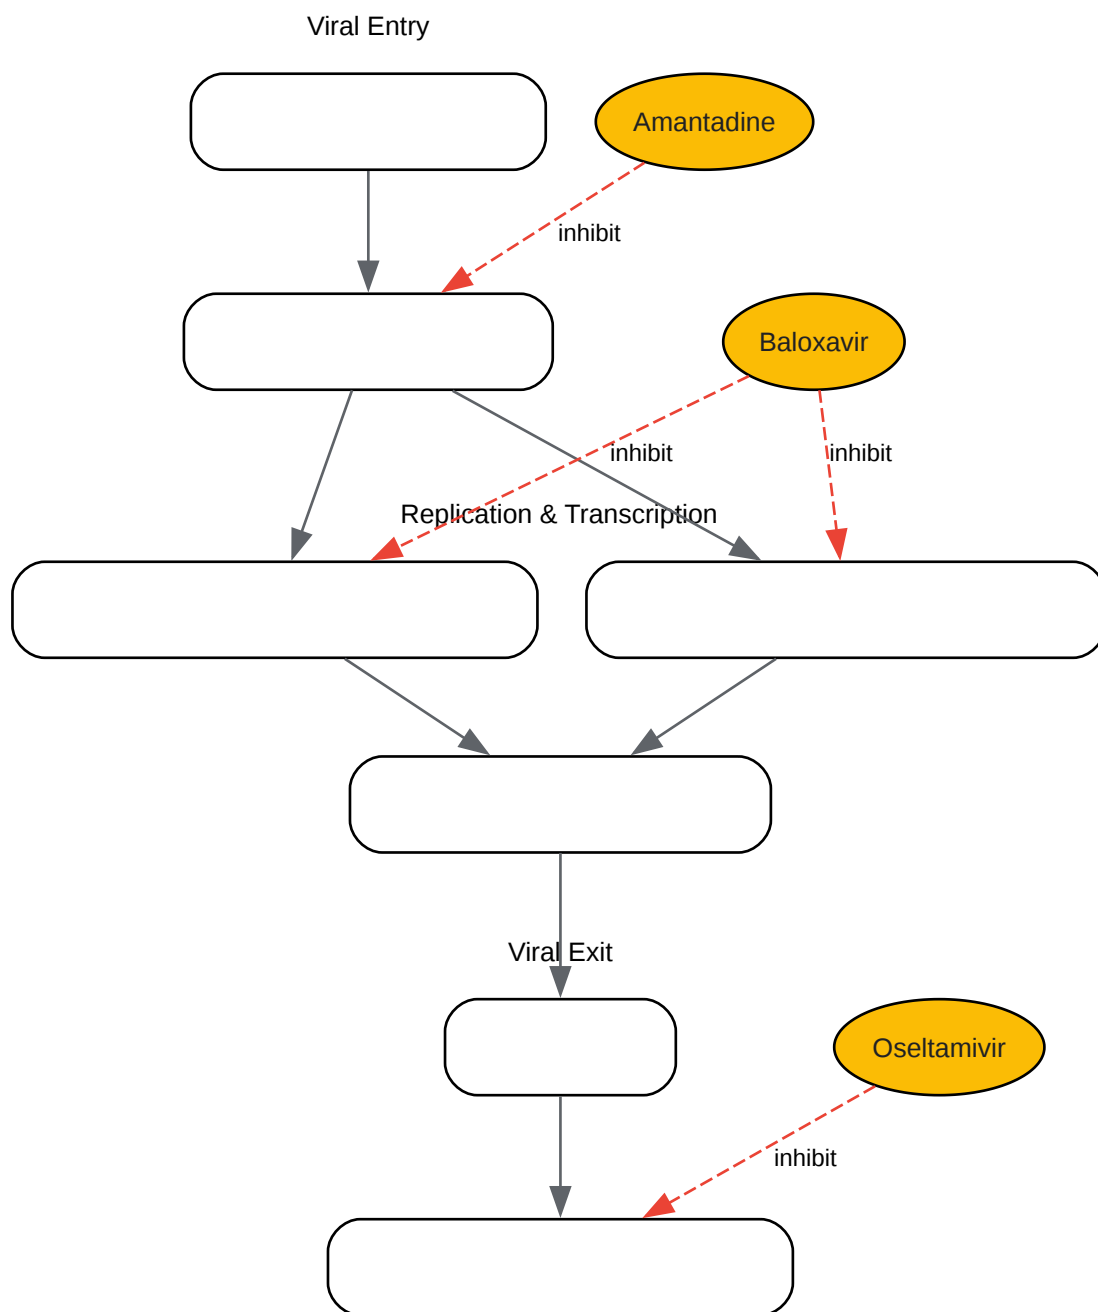 Viral Entry
Amantadine
inhibit
Baloxavir
inhibit
inhibit
Replication & Transcription
Viral Exit
Oseltamivir
inhibit